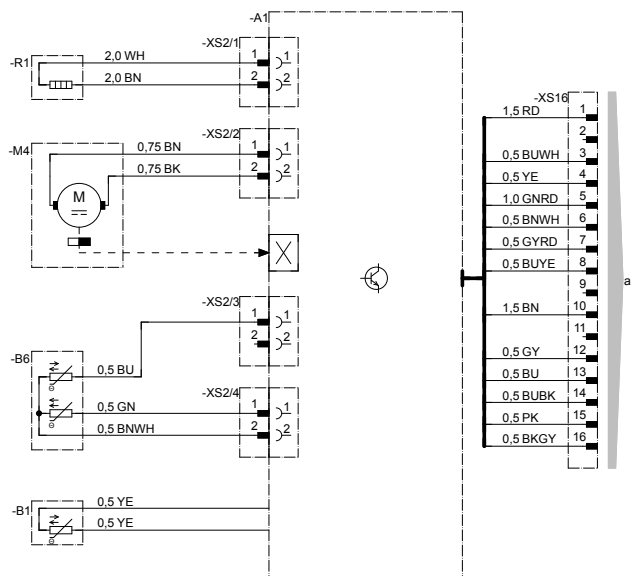 -A1
-XS2/1
-R1
2,0 WH
1
1
2,0 BN
2
2
-XS16
1,5 RD
1
2
-XS2/2
-M4
0,75 BN
1
1
0,5 BUWH
3
0,75 BK
2
2
0,5 YE
4
M
1,0 GNRD
5
0,5 BNWH
6
0,5 GYRD
7
0,5 BUYE
8
a
9
-XS2/3
1
1
1,5 BN
10
2
2
11
-B6
0,5 BU
0,5 GY
12
0,5 BU
13
-XS2/4
0,5 GN
1
1
0,5 BUBK
14
0,5 BNWH
2
2
0,5 PK
15
0,5 BKGY
16
-B1
0,5 YE
0,5 YE